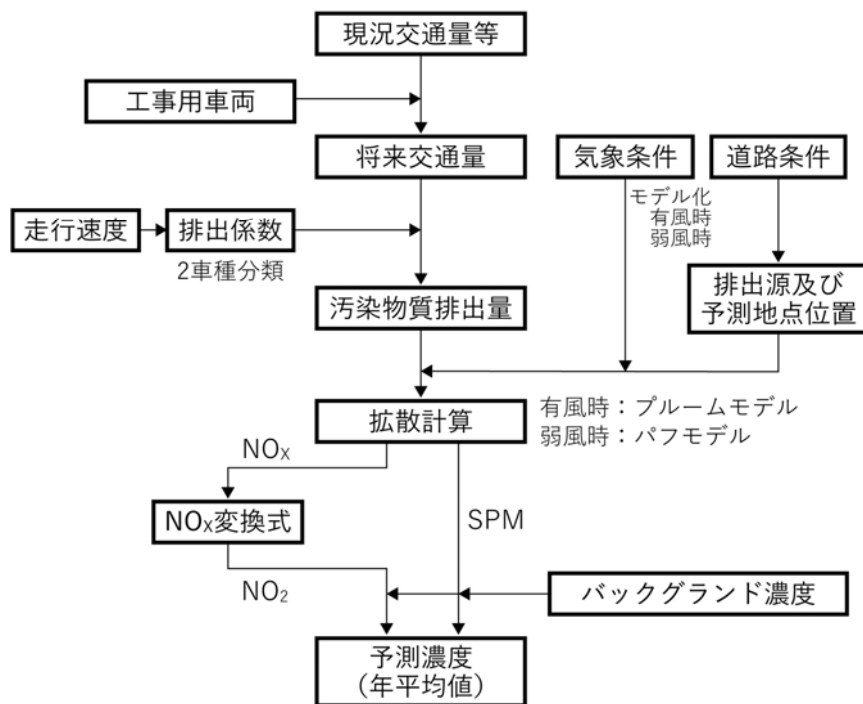 現況交通量等
工事用車両
将来交通量
気象条件
道路条件
モデル化
有風時
弱風時
走行速度
排出係数
2車種分類
排出源及び
予測地点位置
汚染物質排出量
拡散計算
有風時：プルームモデル
弱風時：パフモデル
NOX
SPM
NOX変換式
NO2
バックグランド濃度
予測濃度
（年平均値）